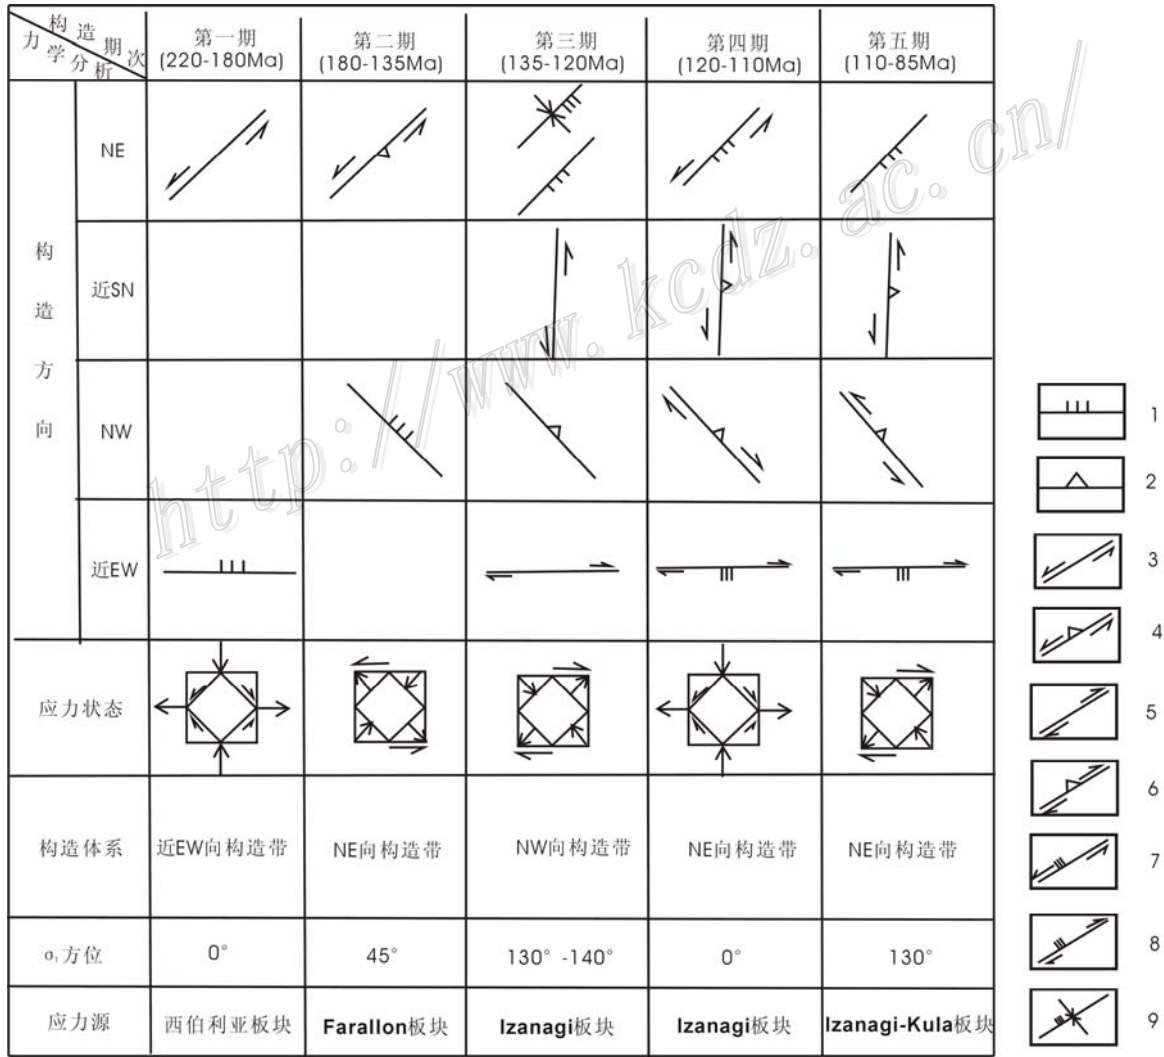 构造期次
力学分析
第一期
(220-180Ma)
第二期
(180-135Ma)
第三期
(135-120Ma)
第四期
(120-110Ma)
第五期
(110-85Ma)
构造方向
NE
近SN
NW
近EW
应力状态
构造体系
近EW向构造带
NE向构造带
NW向构造带
NE向构造带
NE向构造带
σ₁方位
0°
45°
130° -140°
0°
130°
应力源
西伯利亚板块
Farallon板块
Izanagi板块
Izanagi板块
Izanagi-Kula板块
1
2
3
4
5
6
7
8
9
http://www.kcdz.ac.cn/